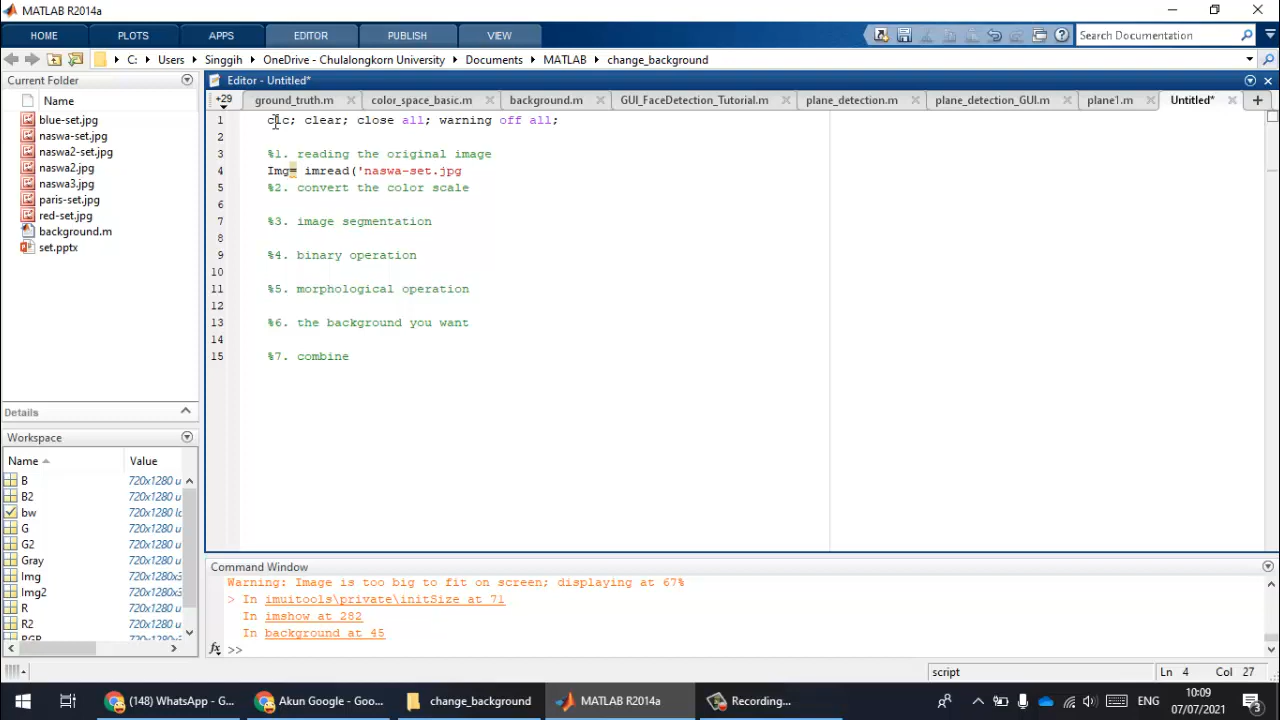 MATLAB R2014a
HOME PLOTS APPS EDITOR PUBLISH VIEW Search Documentation
C: Users Singgih OneDrive - Chulalongkorn University Documents MATLAB change_background
Current Folder
Editor - Untitled*
+29 ground_truth.m color_space_basic.m background.m GUI_FaceDetection_Tutorial.m plane_detection.m plane_detection_GUI.m plane1.m Untitled*
Name
blue-set.jpg
naswa-set.jpg
naswa2-set.jpg
naswa2.jpg
naswa3.jpg
paris-set.jpg
red-set.jpg
background.m
set.pptx
1 clc; clear; close all; warning off all;
2
3 %1. reading the original image
4 Img= imread('naswa-set.jpg
5 %2. convert the color scale
6
7 %3. image segmentation
8
9 %4. binary operation
10
11 %5. morphological operation
12
13 %6. the background you want
14
15 %7. combine
Details
Workspace
Name Value
B 720x1280 u
B2 720x1280 u
bw 720x1280 lo
G 720x1280 u
G2 720x1280 u
Gray 720x1280 u
Img 720x1280x3
Img2 720x1280x3
R 720x1280 u
R2 720x1280 u
RGB 720x1280x3
Command Window
Warning: Image is too big to fit on screen; displaying at 67%
> In imuitools\private\initSize at 71
In imshow at 282
In background at 45
fx >>
script Ln 4 Col 27
(148) WhatsApp - G... Akun Google - Goo... change_background MATLAB R2014a Recording... ENG 10:09
07/07/2021 3